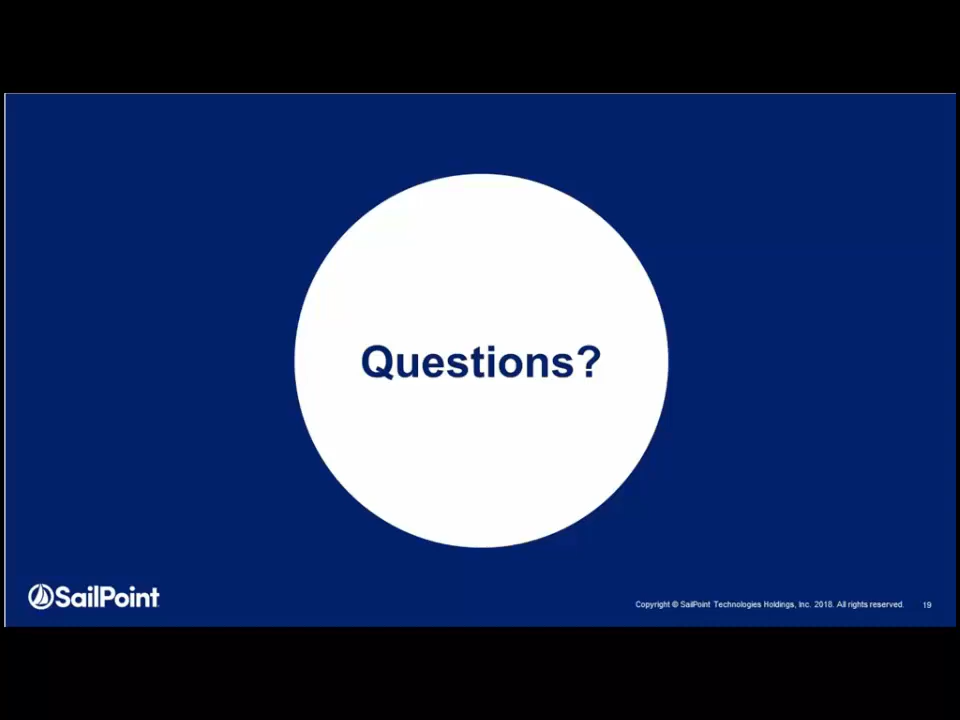 Questions?
SailPoint
Copyright © SailPoint Technologies Holdings, Inc. 2018. All rights reserved. 19